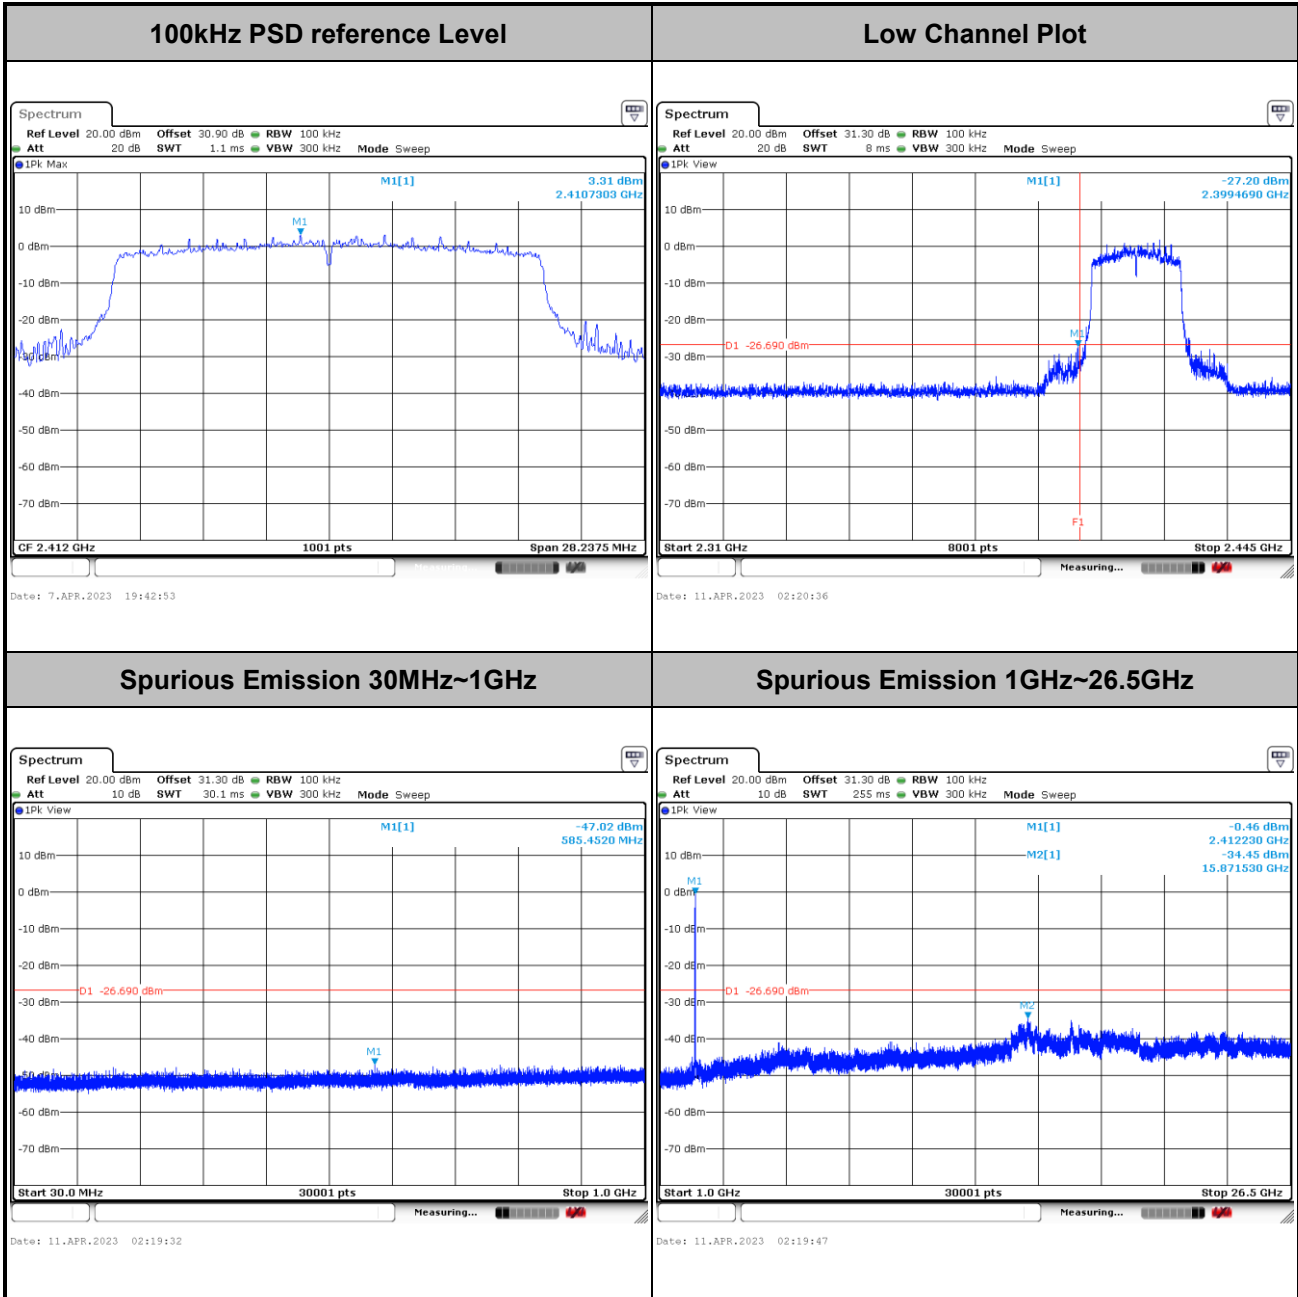 100kHz PSD reference Level
Low Channel Plot
Spectrum
Ref Level 20.00 dBm Offset 30.90 dB RBW 100 kHz
Att 20 dB SWT 1.1 ms VBW 300 kHz Mode Sweep
1Pk Max
M1[1] 3.31 dBm
2.4107303 GHz
10 dBm
M1
0 dBm
-10 dBm
-20 dBm
-30 dBm
-40 dBm
-50 dBm
-60 dBm
-70 dBm
CF 2.412 GHz 1001 pts Span 28.2375 MHz
Measuring...
Date: 7.APR.2023 19:42:53
Spectrum
Ref Level 20.00 dBm Offset 31.30 dB RBW 100 kHz
Att 20 dB SWT 8 ms VBW 300 kHz Mode Sweep
1Pk View
M1[1] -27.20 dBm
2.3994690 GHz
10 dBm
0 dBm
-10 dBm
-20 dBm
M1
D1 -26.690 dBm
-30 dBm
-40 dBm
-50 dBm
-60 dBm
-70 dBm
F1
Start 2.31 GHz 8001 pts Stop 2.445 GHz
Measuring...
Date: 11.APR.2023 02:20:36
Spurious Emission 30MHz~1GHz
Spurious Emission 1GHz~26.5GHz
Spectrum
Ref Level 20.00 dBm Offset 31.30 dB RBW 100 kHz
Att 10 dB SWT 30.1 ms VBW 300 kHz Mode Sweep
1Pk View
M1[1] -47.02 dBm
585.4520 MHz
10 dBm
0 dBm
-10 dBm
-20 dBm
D1 -26.690 dBm
-30 dBm
-40 dBm
M1
-50 dBm
-60 dBm
-70 dBm
Start 30.0 MHz 30001 pts Stop 1.0 GHz
Measuring...
Date: 11.APR.2023 02:19:32
Spectrum
Ref Level 20.00 dBm Offset 31.30 dB RBW 100 kHz
Att 10 dB SWT 255 ms VBW 300 kHz Mode Sweep
1Pk View
M1[1] -0.46 dBm
2.412230 GHz
10 dBm
M2[1] -34.45 dBm
15.871530 GHz
M1
0 dBm
-10 dBm
-20 dBm
D1 -26.690 dBm
-30 dBm
M2
-40 dBm
-50 dBm
-60 dBm
-70 dBm
Start 1.0 GHz 30001 pts Stop 26.5 GHz
Measuring...
Date: 11.APR.2023 02:19:47